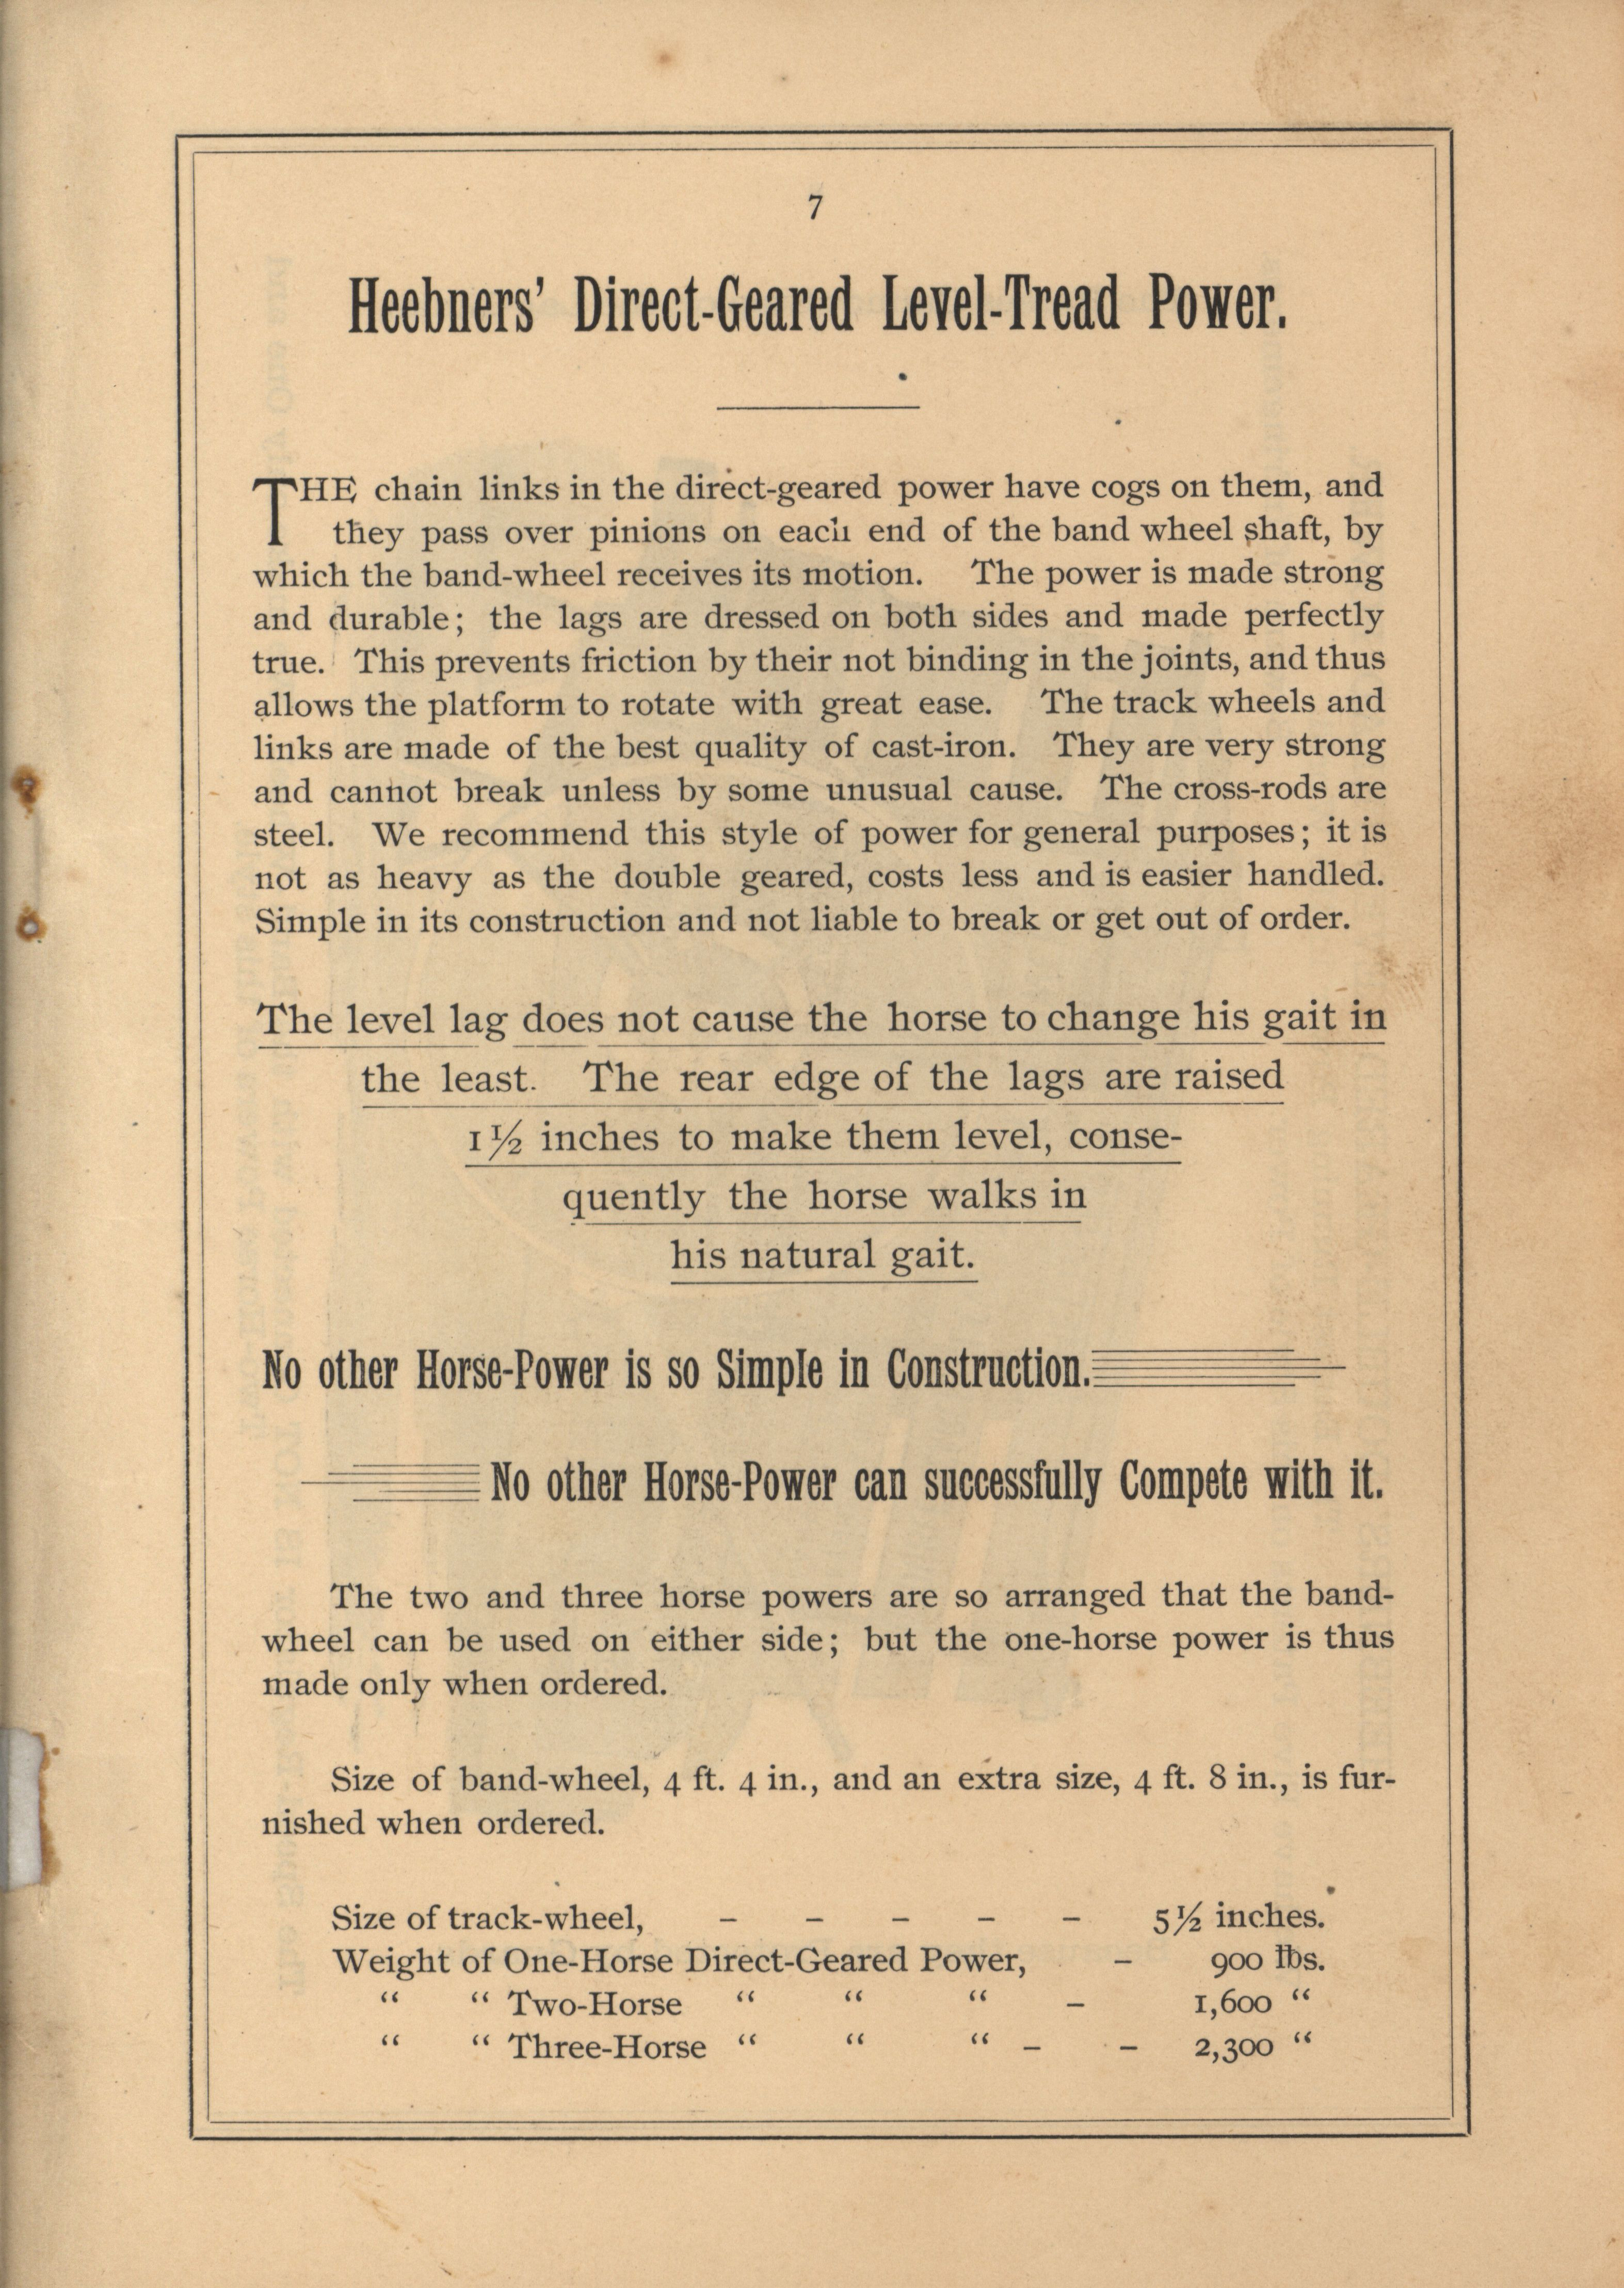 7
Heebners' Direct-Geared Level-Tread Power.
THE chain links in the direct-geared power have cogs on them, and
they pass over pinions on each end of the band wheel shaft, by
which the band-wheel receives its motion. The power is made strong
and durable; the lags are dressed on both sides and made perfectly
true. This prevents friction by their not binding in the joints, and thus
allows the platform to rotate with great ease. The track wheels and
links are made of the best quality of cast-iron. They are very strong
and cannot break unless by some unusual cause. The cross-rods are
steel. We recommend this style of power for general purposes; it is
not as heavy as the double geared, costs less and is easier handled.
Simple in its construction and not liable to break or get out of order.
The level lag does not cause the horse to change his gait in
the least. The rear edge of the lags are raised
1½ inches to make them level, conse-
quently the horse walks in
his natural gait.
No other Horse-Power is so Simple in Construction.
No other Horse-Power can successfully Compete with it.
The two and three horse powers are so arranged that the band-
wheel can be used on either side; but the one-horse power is thus
made only when ordered.
Size of band-wheel, 4 ft. 4 in., and an extra size, 4 ft. 8 in., is fur-
nished when ordered.
Size of track-wheel, - - - - - 5½ inches.
Weight of One-Horse Direct-Geared Power, - 900 lbs.
“ “ Two-Horse “ “ “ - 1,600 “
“ “ Three-Horse “ “ “ - - 2,300 “